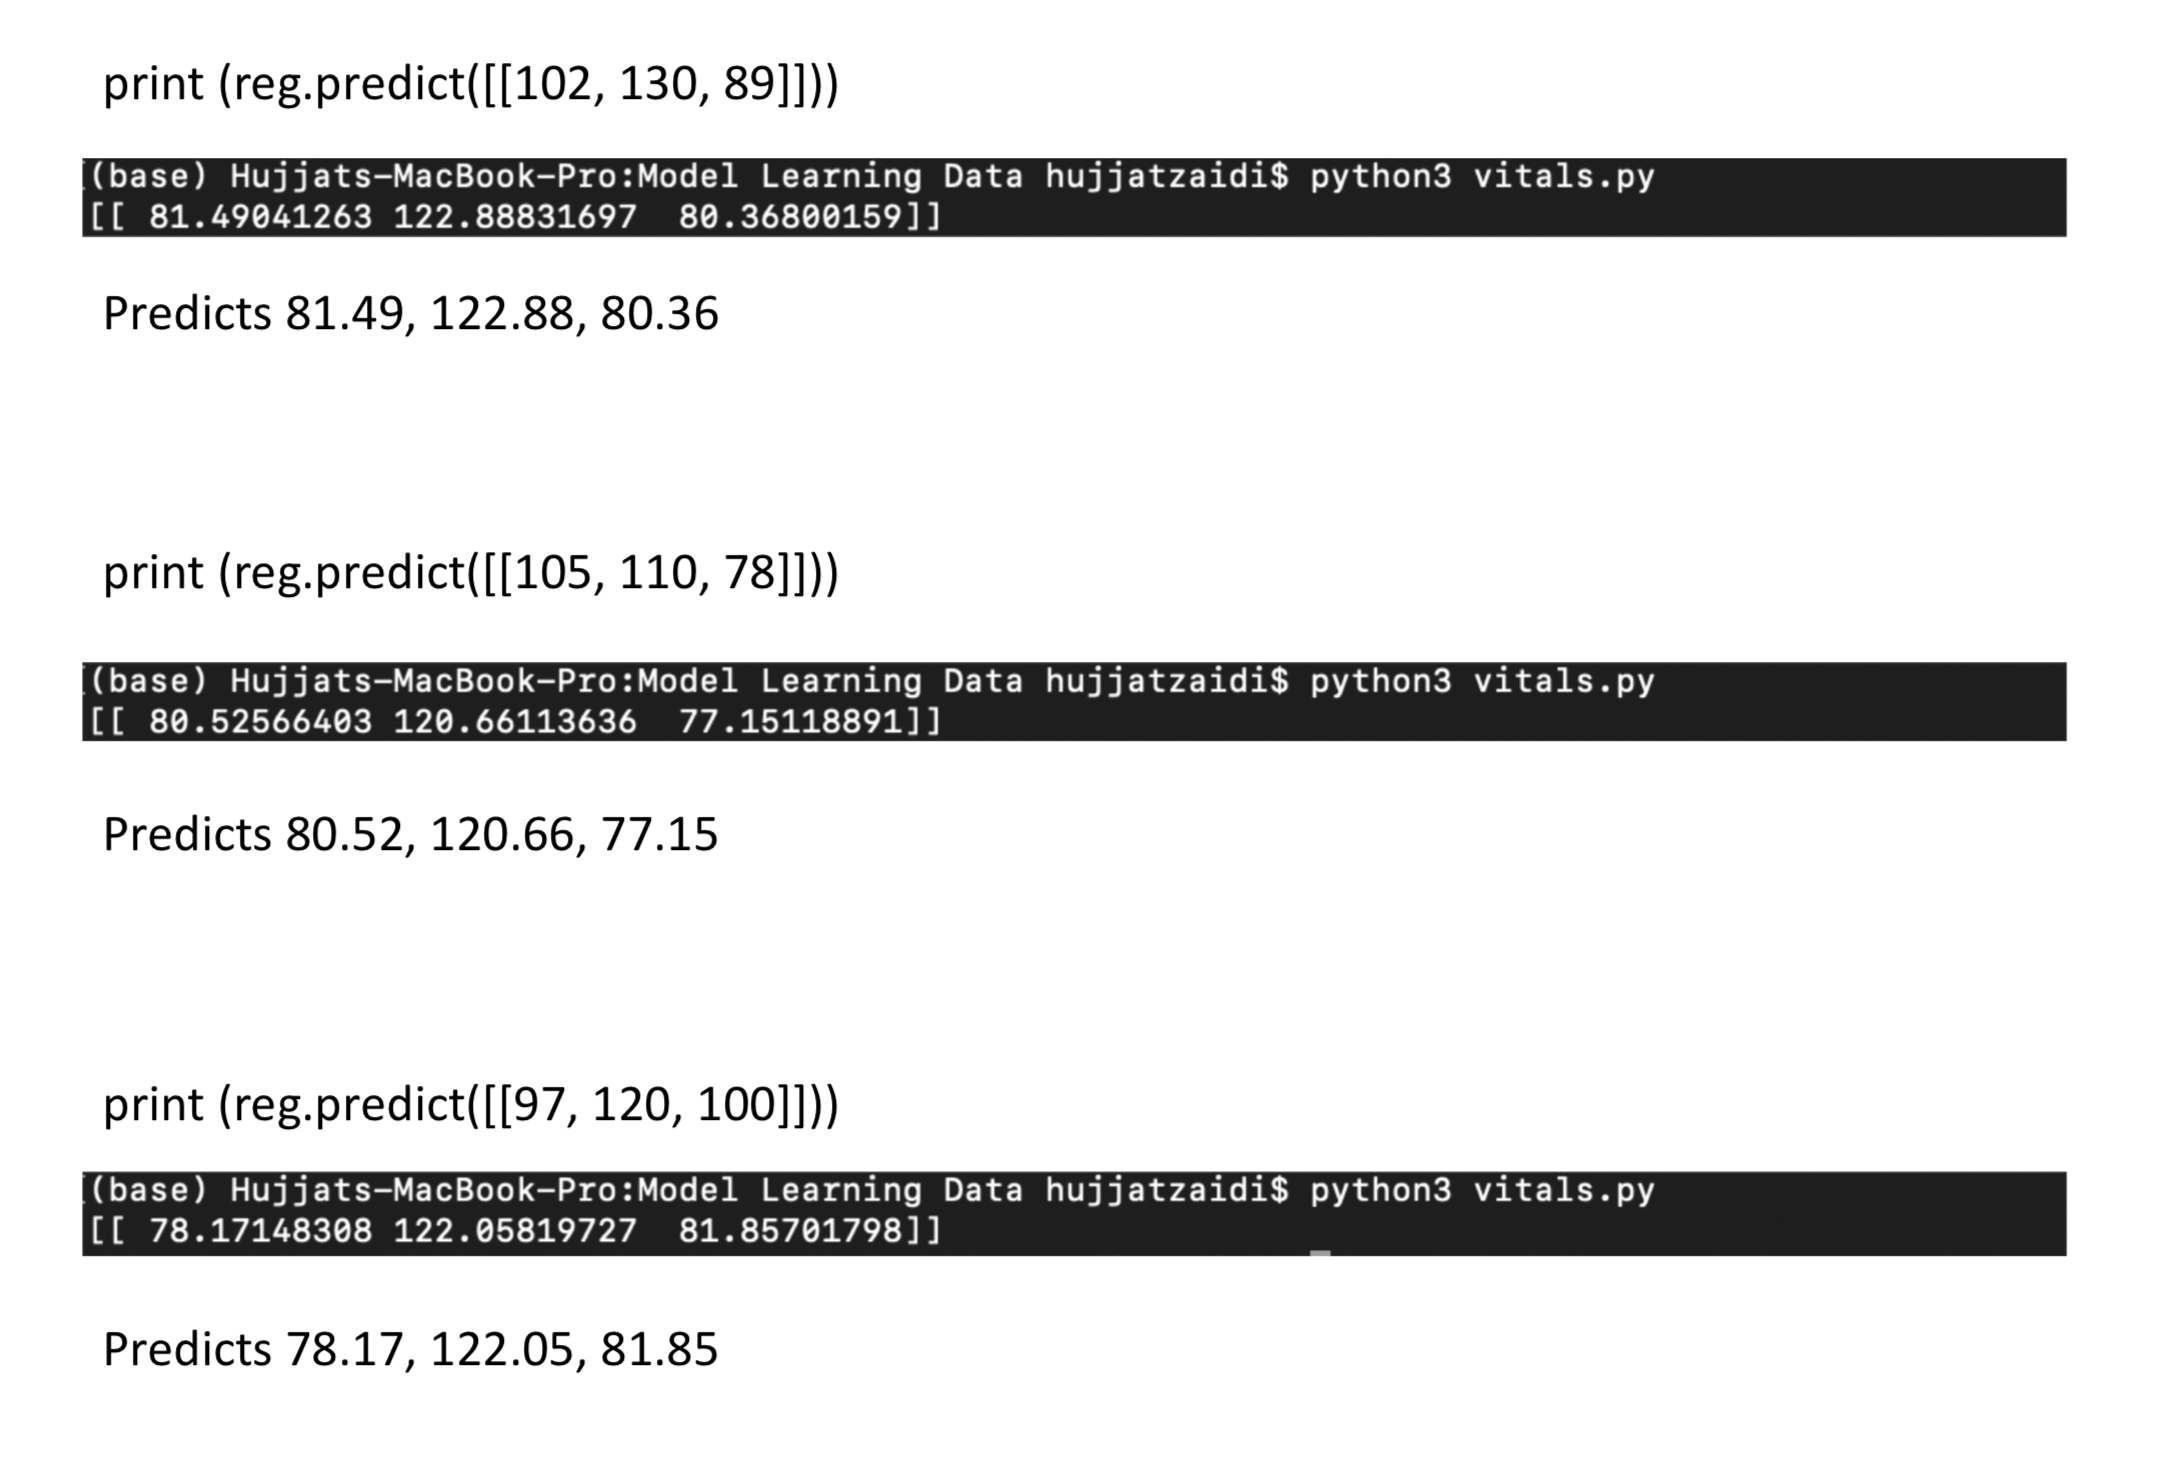 print (reg.predict([[102, 130, 89]]))
(base) Hujjats-MacBook-Pro:Model Learning Data hujjatzaidi$ python3 vitals.py
[[ 81.49041263 122.88831697  80.36800159]]
Predicts 81.49, 122.88, 80.36
print (reg.predict([[105, 110, 78]]))
(base) Hujjats-MacBook-Pro:Model Learning Data hujjatzaidi$ python3 vitals.py
[[ 80.52566403 120.66113636  77.15118891]]
Predicts 80.52, 120.66, 77.15
print (reg.predict([[97, 120, 100]]))
(base) Hujjats-MacBook-Pro:Model Learning Data hujjatzaidi$ python3 vitals.py
[[ 78.17148308 122.05819727  81.85701798]]
Predicts 78.17, 122.05, 81.85